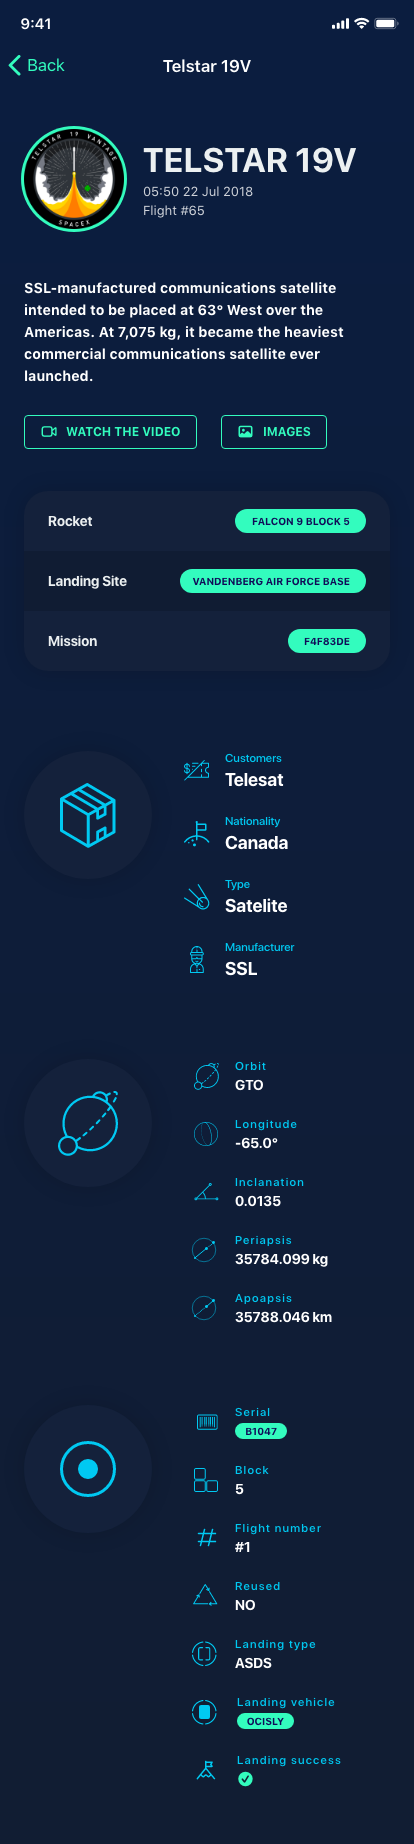 9:41
Back
Telstar 19V
TELSTAR 19 VANTAGE
SPACEX
TELSTAR 19V
05:50 22 Jul 2018
Flight #65
SSL-manufactured communications satellite
intended to be placed at 63° West over the
Americas. At 7,075 kg, it became the heaviest
commercial communications satellite ever
launched.
WATCH THE VIDEO
IMAGES
Rocket
FALCON 9 BLOCK 5
Landing Site
VANDENBERG AIR FORCE BASE
Mission
F4F83DE
Customers
Telesat
Nationality
Canada
Type
Satelite
Manufacturer
SSL
Orbit
GTO
Longitude
-65.0°
Inclanation
0.0135
Periapsis
35784.099 kg
Apoapsis
35788.046 km
Serial
B1047
Block
5
Flight number
#1
Reused
NO
Landing type
ASDS
Landing vehicle
OCISLY
Landing success